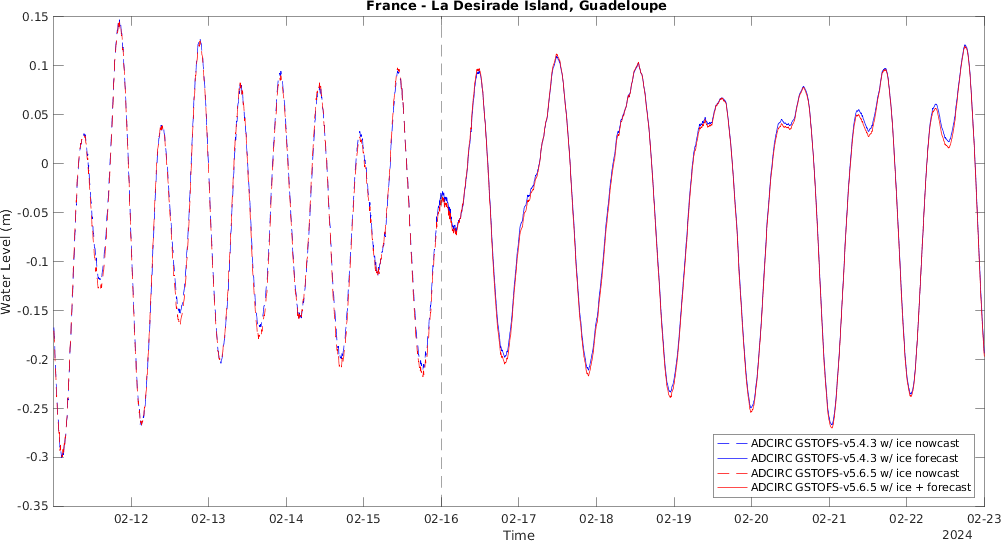 France - La Desirade Island, Guadeloupe
0.15
0.1
0.05
0
-0.05
-0.1
-0.15
-0.2
-0.25
-0.3
-0.35
Water Level (m)
ADCIRC GSTOFS-v5.4.3 w/ ice nowcast
ADCIRC GSTOFS-v5.4.3 w/ ice forecast
ADCIRC GSTOFS-v5.6.5 w/ ice nowcast
ADCIRC GSTOFS-v5.6.5 w/ ice + forecast
02-12 02-13 02-14 02-15 02-16 02-17 02-18 02-19 02-20 02-21 02-22 02-23
Time
2024